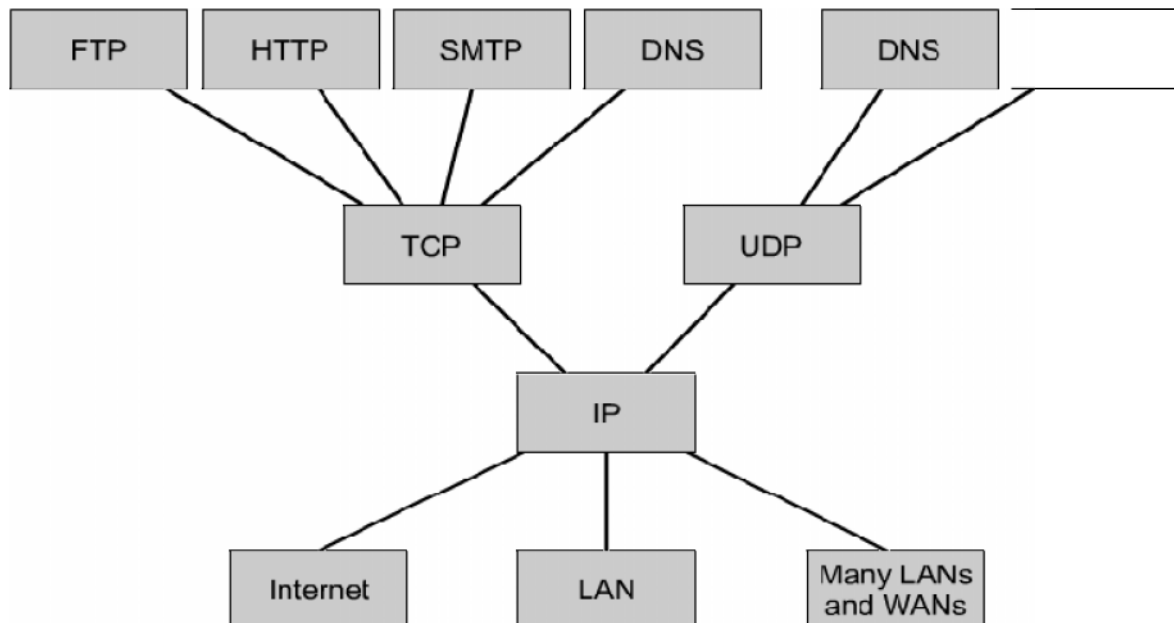 FTP
HTTP
SMTP
DNS
DNS
TCP
UDP
IP
Internet
LAN
Many LANs
and WANs